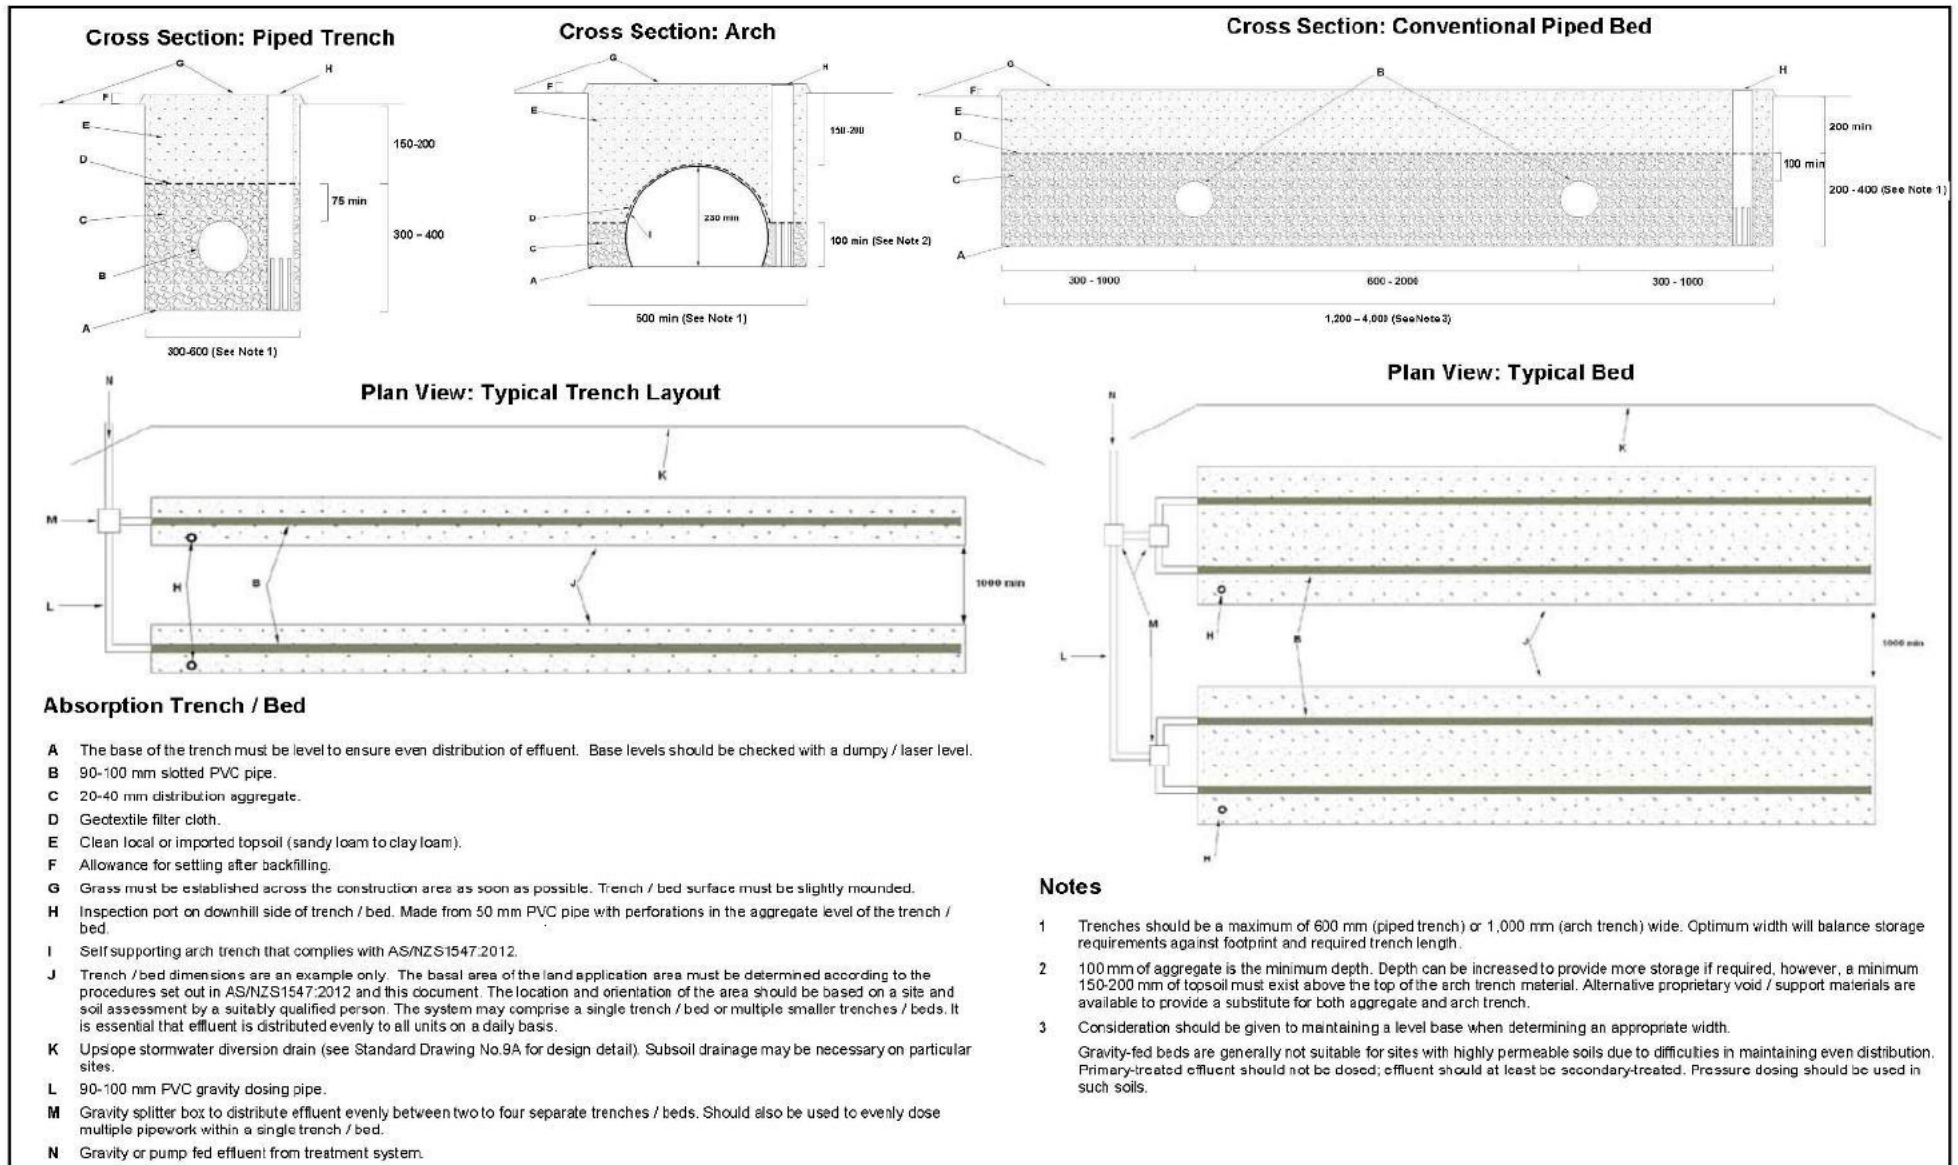 Cross Section: Piped Trench
G
H
F
E
D
C
B
A
150-200
75 min
300 – 400
300-600 (See Note 1)
Cross Section: Arch
G
H
F
E
D
C
A
I
150-200
230 min
100 min (See Note 2)
500 min (See Note 1)
Cross Section: Conventional Piped Bed
G
B
H
F
E
D
C
A
200 min
100 min
200 - 400 (See Note 1)
300 - 1000
600 - 2000
300 - 1000
1,200 – 4,000 (See Note 3)
Plan View: Typical Trench Layout
N
K
M
H
B
J
L
1000 min
Plan View: Typical Bed
N
K
M
H
B
J
L
1000 min
H
Absorption Trench / Bed
A The base of the trench must be level to ensure even distribution of effluent. Base levels should be checked with a dumpy / laser level.
B 90-100 mm slotted PVC pipe.
C 20-40 mm distribution aggregate.
D Geotextile filter cloth.
E Clean local or imported topsoil (sandy loam to clay loam).
F Allowance for settling after backfilling.
G Grass must be established across the construction area as soon as possible. Trench / bed surface must be slightly mounded.
H Inspection port on downhill side of trench / bed. Made from 50 mm PVC pipe with perforations in the aggregate level of the trench /
bed.
I Self supporting arch trench that complies with AS/NZS1547:2012.
J Trench / bed dimensions are an example only. The basal area of the land application area must be determined according to the
procedures set out in AS/NZS1547:2012 and this document. The location and orientation of the area should be based on a site and
soil assessment by a suitably qualified person. The system may comprise a single trench / bed or multiple smaller trenches / beds. It
is essential that effluent is distributed evenly to all units on a daily basis.
K Upslope stormwater diversion drain (see Standard Drawing No.9A for design detail). Subsoil drainage may be necessary on particular
sites.
L 90-100 mm PVC gravity dosing pipe.
M Gravity splitter box to distribute effluent evenly between two to four separate trenches / beds. Should also be used to evenly dose
multiple pipework within a single trench / bed.
N Gravity or pump fed effluent from treatment system.
Notes
1 Trenches should be a maximum of 600 mm (piped trench) or 1,000 mm (arch trench) wide. Optimum width will balance storage
requirements against footprint and required trench length.
2 100 mm of aggregate is the minimum depth. Depth can be increased to provide more storage if required, however, a minimum
150-200 mm of topsoil must exist above the top of the arch trench material. Alternative proprietary void / support materials are
available to provide a substitute for both aggregate and arch trench.
3 Consideration should be given to maintaining a level base when determining an appropriate width.
Gravity-fed beds are generally not suitable for sites with highly permeable soils due to difficulties in maintaining even distribution.
Primary-treated effluent should not be dosed; effluent should at least be secondary-treated. Pressure dosing should be used in
such soils.